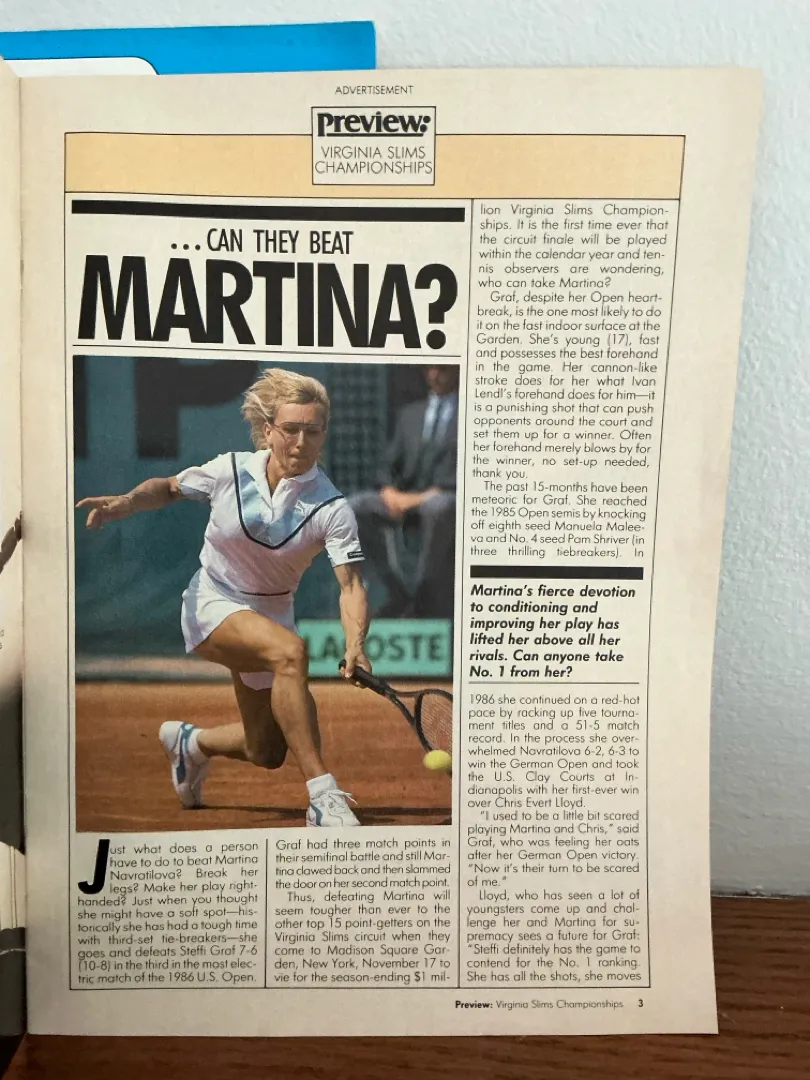 ADVERTISEMENT
Preview:
VIRGINIA SLIMS
CHAMPIONSHIPS
...CAN THEY BEAT
MARTINA?
P
LACOSTE
Just what does a person
have to do to beat Martina
Navratilova? Break her
legs? Make her play right-
handed? Just when you thought
she might have a soft spot—his-
torically she has had a tough time
with third-set tie-breakers—she
goes and defeats Steffi Graf 7-6
(10-8) in the third in the most elec-
tric match of the 1986 U.S. Open.
Graf had three match points in
their semifinal battle and still Mar-
tina clawed back and then slammed
the door on her second match point.
Thus, defeating Martina will
seem tougher than ever to the
other top 15 point-getters on the
Virginia Slims circuit when they
come to Madison Square Gar-
den, New York, November 17 to
vie for the season-ending $1 mil-
lion Virginia Slims Champion-
ships. It is the first time ever that
the circuit finale will be played
within the calendar year and ten-
nis observers are wondering,
who can take Martina?
Graf, despite her Open heart-
break, is the one most likely to do
it on the fast indoor surface at the
Garden. She's young (17), fast
and possesses the best forehand
in the game. Her cannon-like
stroke does for her what Ivan
Lendl's forehand does for him—it
is a punishing shot that can push
opponents around the court and
set them up for a winner. Often
her forehand merely blows by for
the winner, no set-up needed,
thank you.
The past 15-months have been
meteoric for Graf. She reached
the 1985 Open semis by knocking
off eighth seed Manuela Malee-
va and No. 4 seed Pam Shriver (in
three thrilling tiebreakers). In
Martina's fierce devotion
to conditioning and
improving her play has
lifted her above all her
rivals. Can anyone take
No. 1 from her?
1986 she continued on a red-hot
pace by racking up five tourna-
ment titles and a 51-5 match
record. In the process she over-
whelmed Navratilova 6-2, 6-3 to
win the German Open and took
the U.S. Clay Courts at In-
dianapolis with her first-ever win
over Chris Evert Lloyd.
"I used to be a little bit scared
playing Martina and Chris," said
Graf, who was feeling her oats
after her German Open victory.
"Now it's their turn to be scared
of me."
Lloyd, who has seen a lot of
youngsters come up and chal-
lenge her and Martina for su-
premacy sees a future for Graf:
"Steffi definitely has the game to
contend for the No. 1 ranking.
She has all the shots, she moves
Preview: Virginia Slims Championships 3